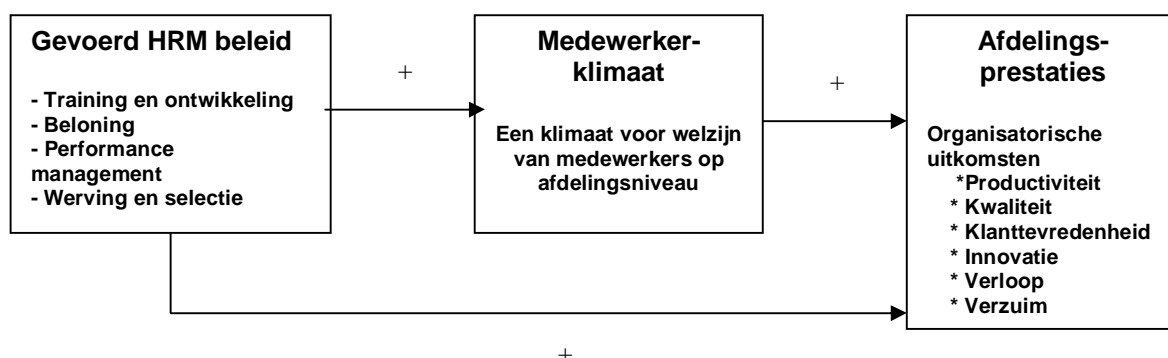 Gevoerd HRM beleid
- Training en ontwikkeling
- Beloning
- Performance
management
- Werving en selectie
+
Medewerker-
klimaat
Een klimaat voor welzijn
van medewerkers op
afdelingsniveau
+
Afdelings-
prestaties
Organisatorische
uitkomsten
*Productiviteit
* Kwaliteit
* Klanttevredenheid
* Innovatie
* Verloop
* Verzuim
+